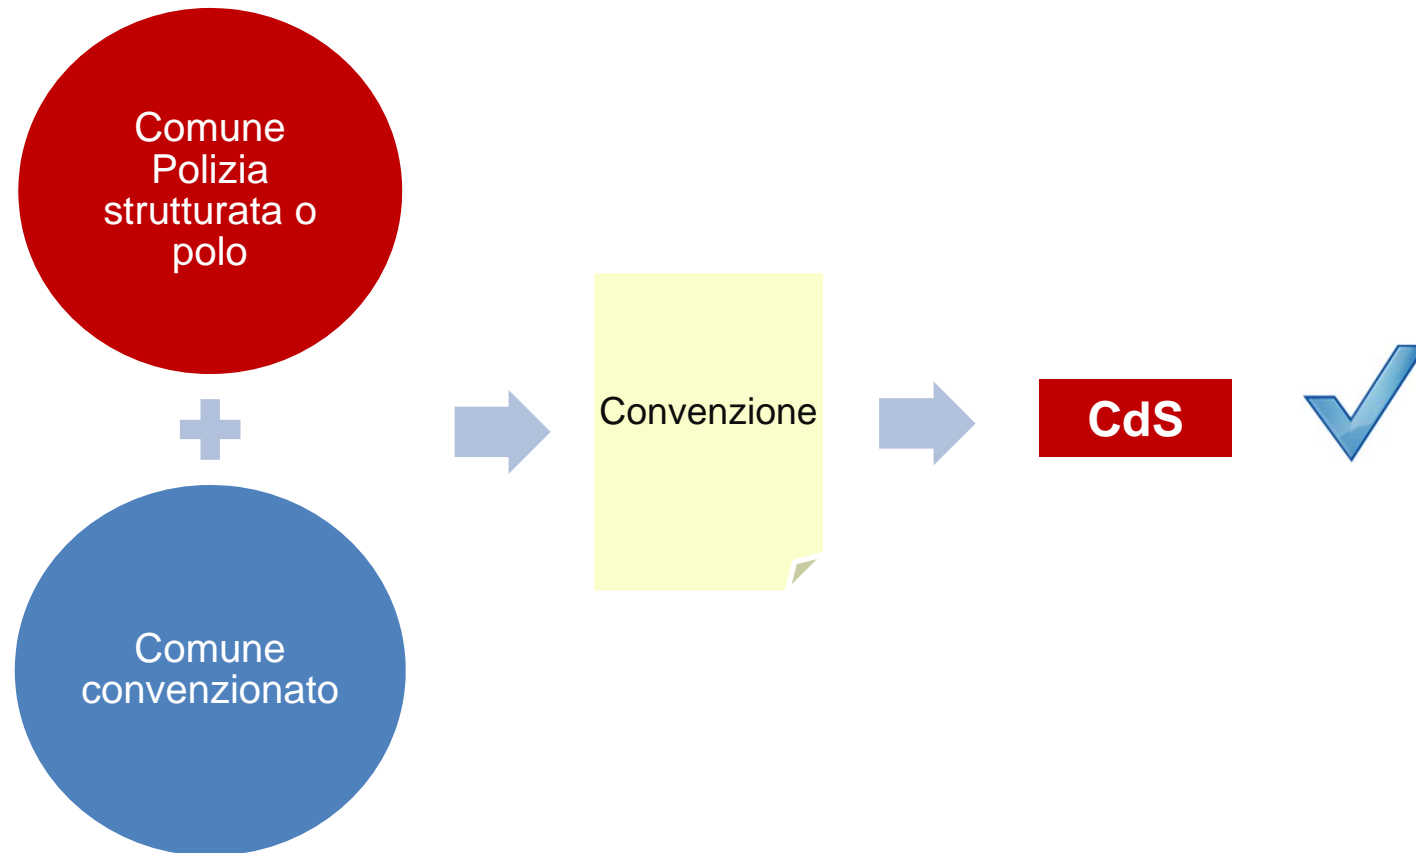 Comune
Polizia
strutturata o
polo
Convenzione
CdS
Comune
convenzionato